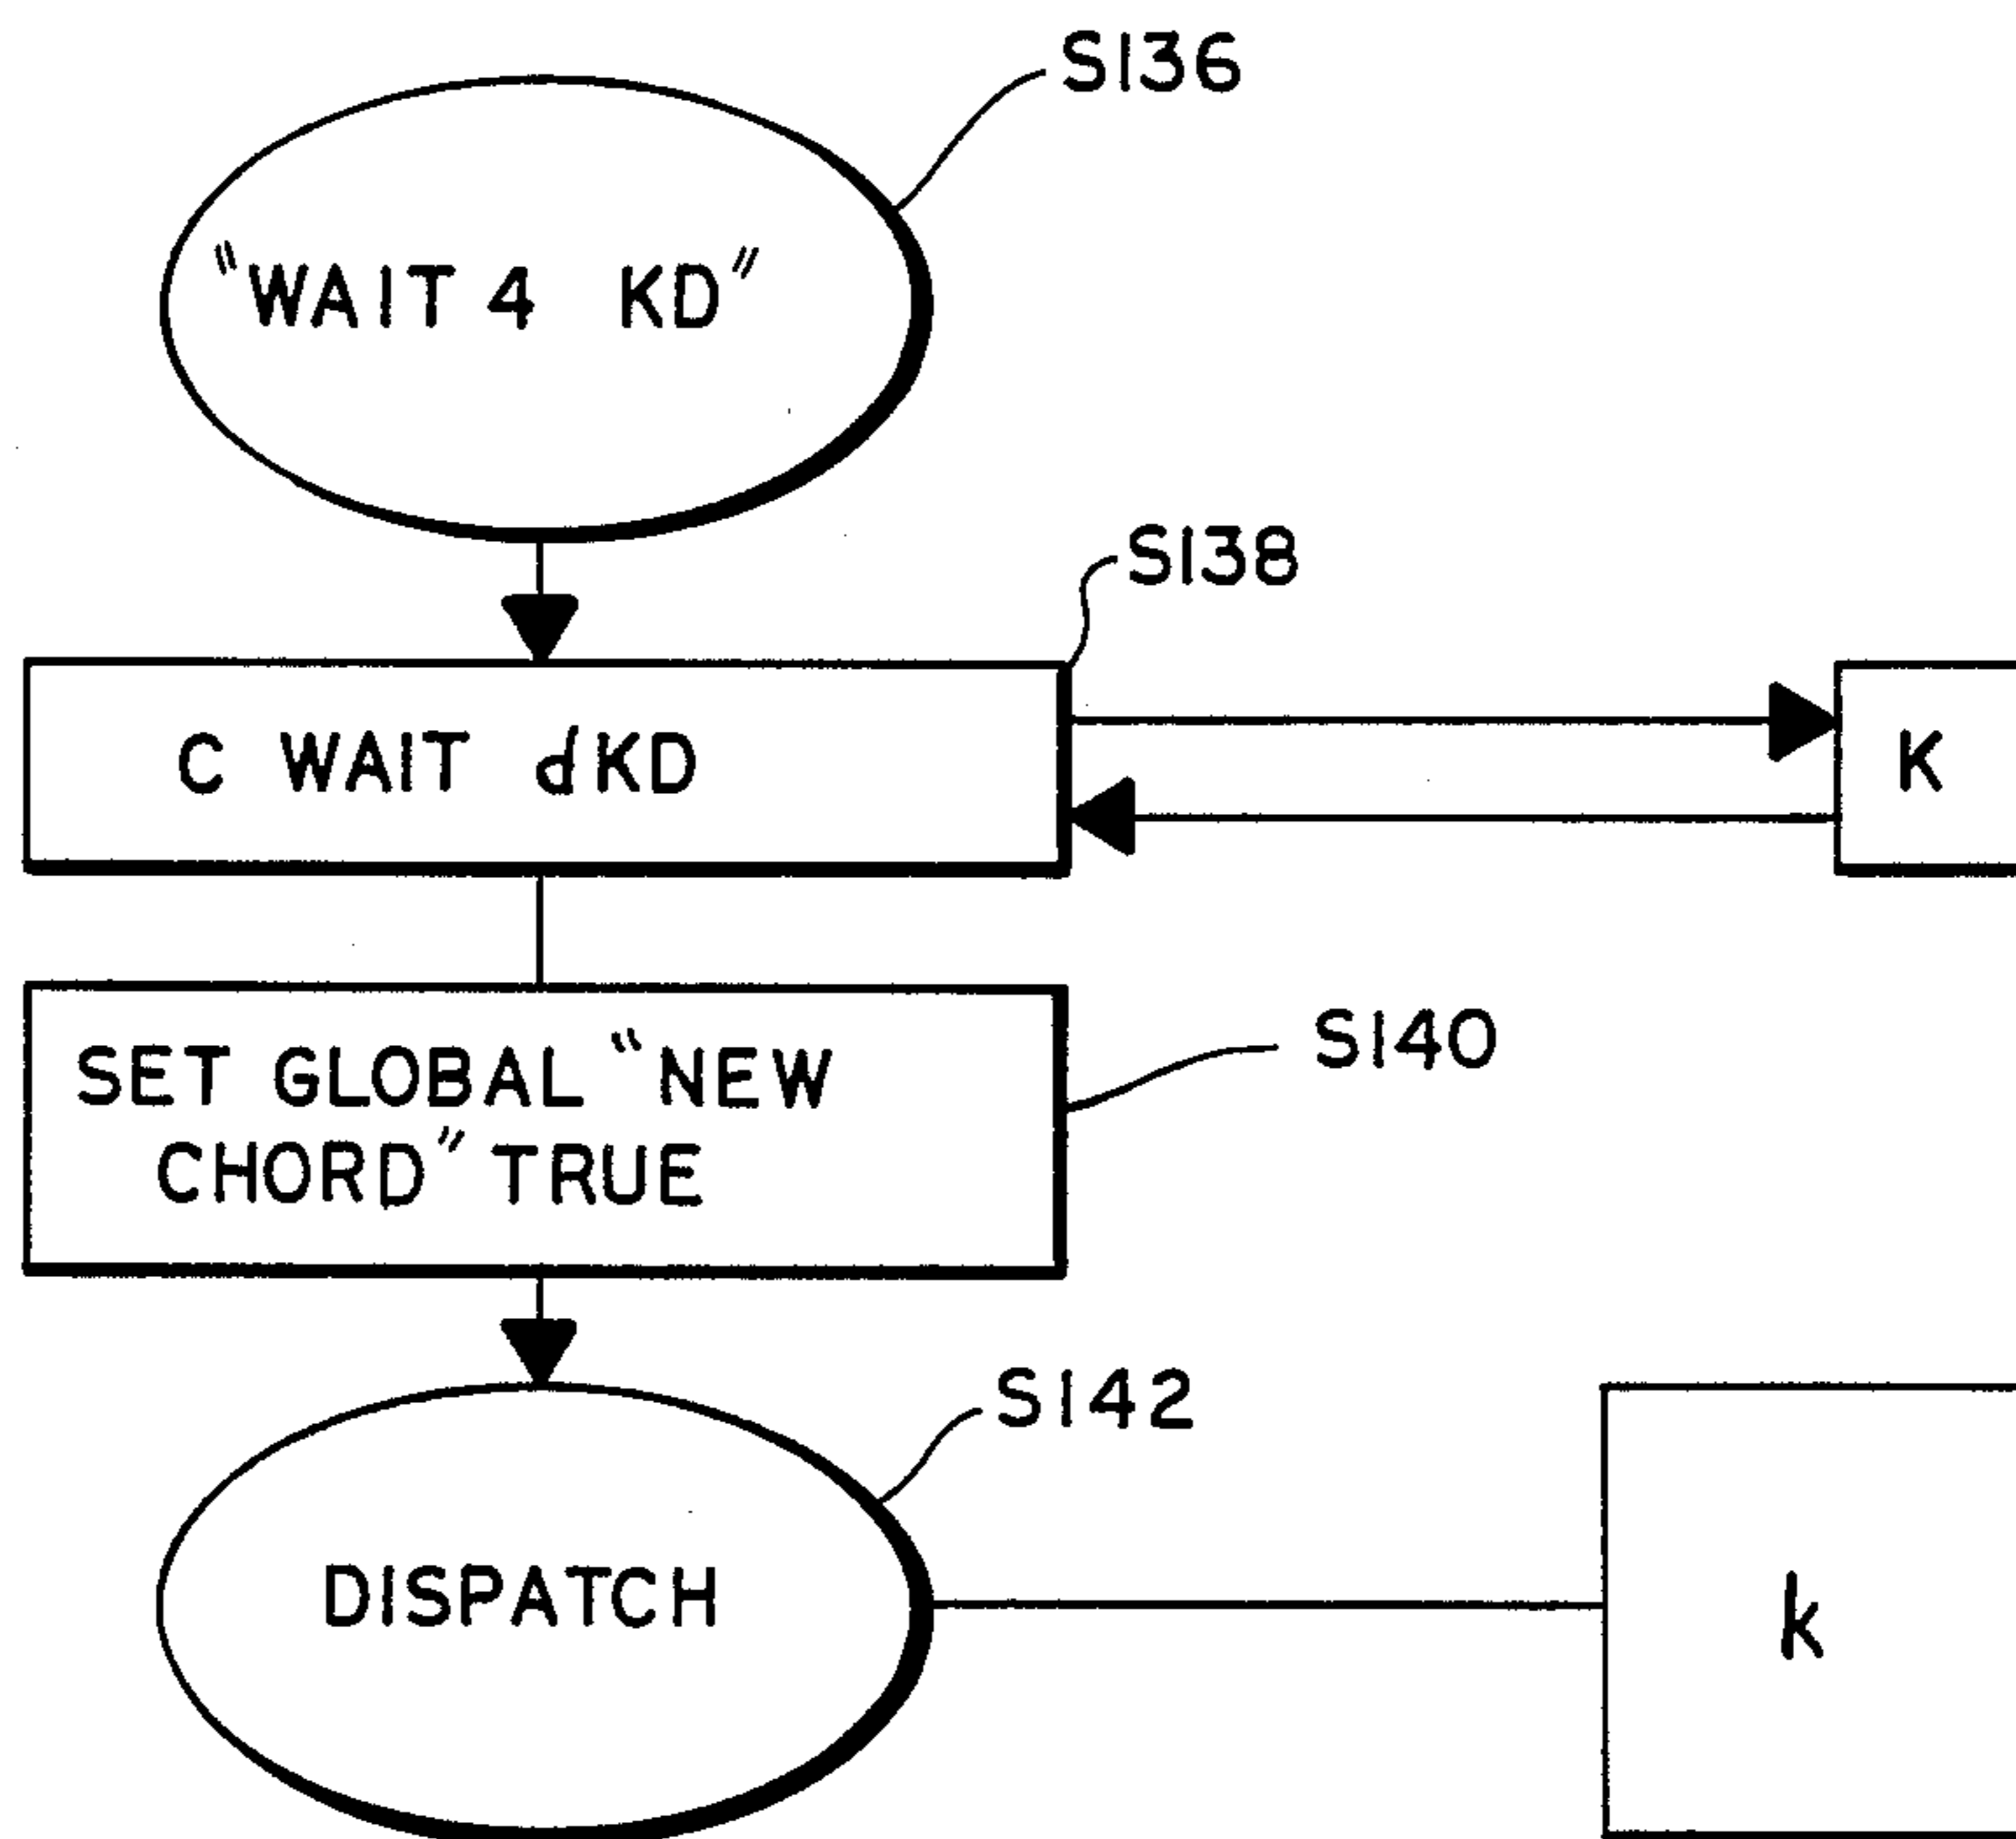 S136
"WAIT 4 KD"
S138
C WAIT dKD
K
S140
SET GLOBAL "NEW
CHORD" TRUE
S142
DISPATCH
k